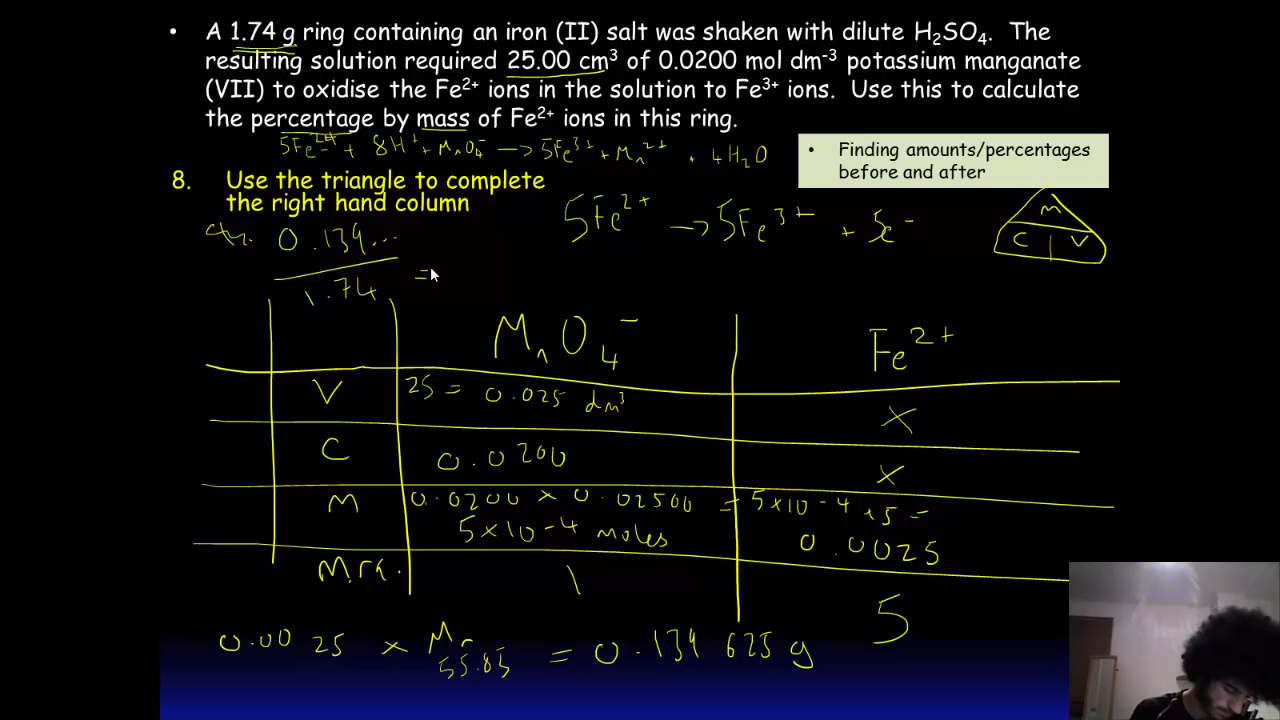 • A 1.74 g ring containing an iron (II) salt was shaken with dilute H₂SO₄. The
resulting solution required 25.00 cm³ of 0.0200 mol dm⁻³ potassium manganate
(VII) to oxidise the Fe²⁺ ions in the solution to Fe³⁺ ions. Use this to calculate
the percentage by mass of Fe²⁺ ions in this ring.
5Fe²⁺ + 8H⁺ + MnO₄⁻ → 5Fe³⁺ + Mn²⁺ + 4H₂O
• Finding amounts/percentages
before and after
8. Use the triangle to complete
the right hand column
5Fe²⁺ → 5Fe³⁺ + 5e⁻
M
C | V
0.139...
1.74
=
MnO₄⁻ Fe²⁺
V 25 = 0.025 dm³ X
C 0.0200 X
M 0.0200 × 0.02500 = 5×10-4 ×5 =
5×10-4 moles 0.0025
M.ra. 1 5
0.0025 × Mr = 0.139625 g
55.85